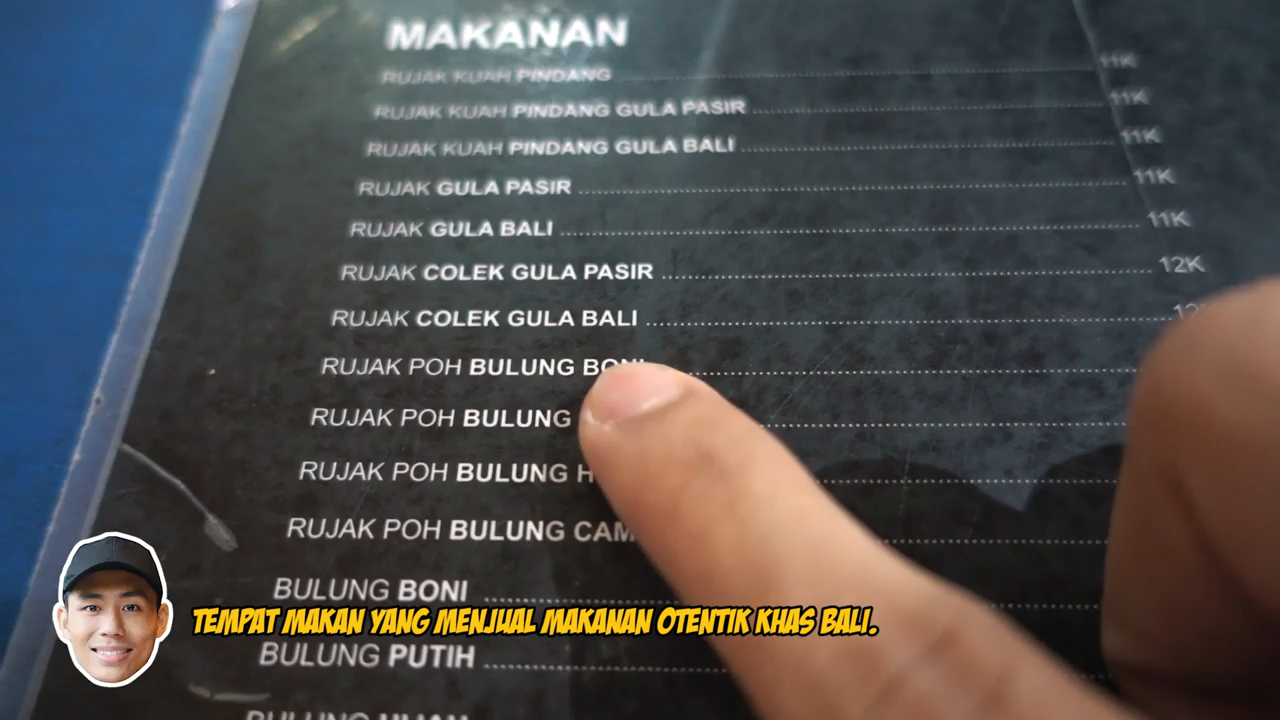 MAKANAN
RUJAK KUAH PINDANG 11K
RUJAK KUAH PINDANG GULA PASIR 11K
RUJAK KUAH PINDANG GULA BALI 11K
RUJAK GULA PASIR 11K
RUJAK GULA BALI 11K
RUJAK COLEK GULA PASIR 12K
RUJAK COLEK GULA BALI
RUJAK POH BULUNG BONI
RUJAK POH BULUNG
RUJAK POH BULUNG
RUJAK POH BULUNG
BULUNG BONI
TEMPAT MAKAN YANG MENJUAL MAKANAN OTENTIK KHAS BALI.
BULUNG PUTIH
BULUNG